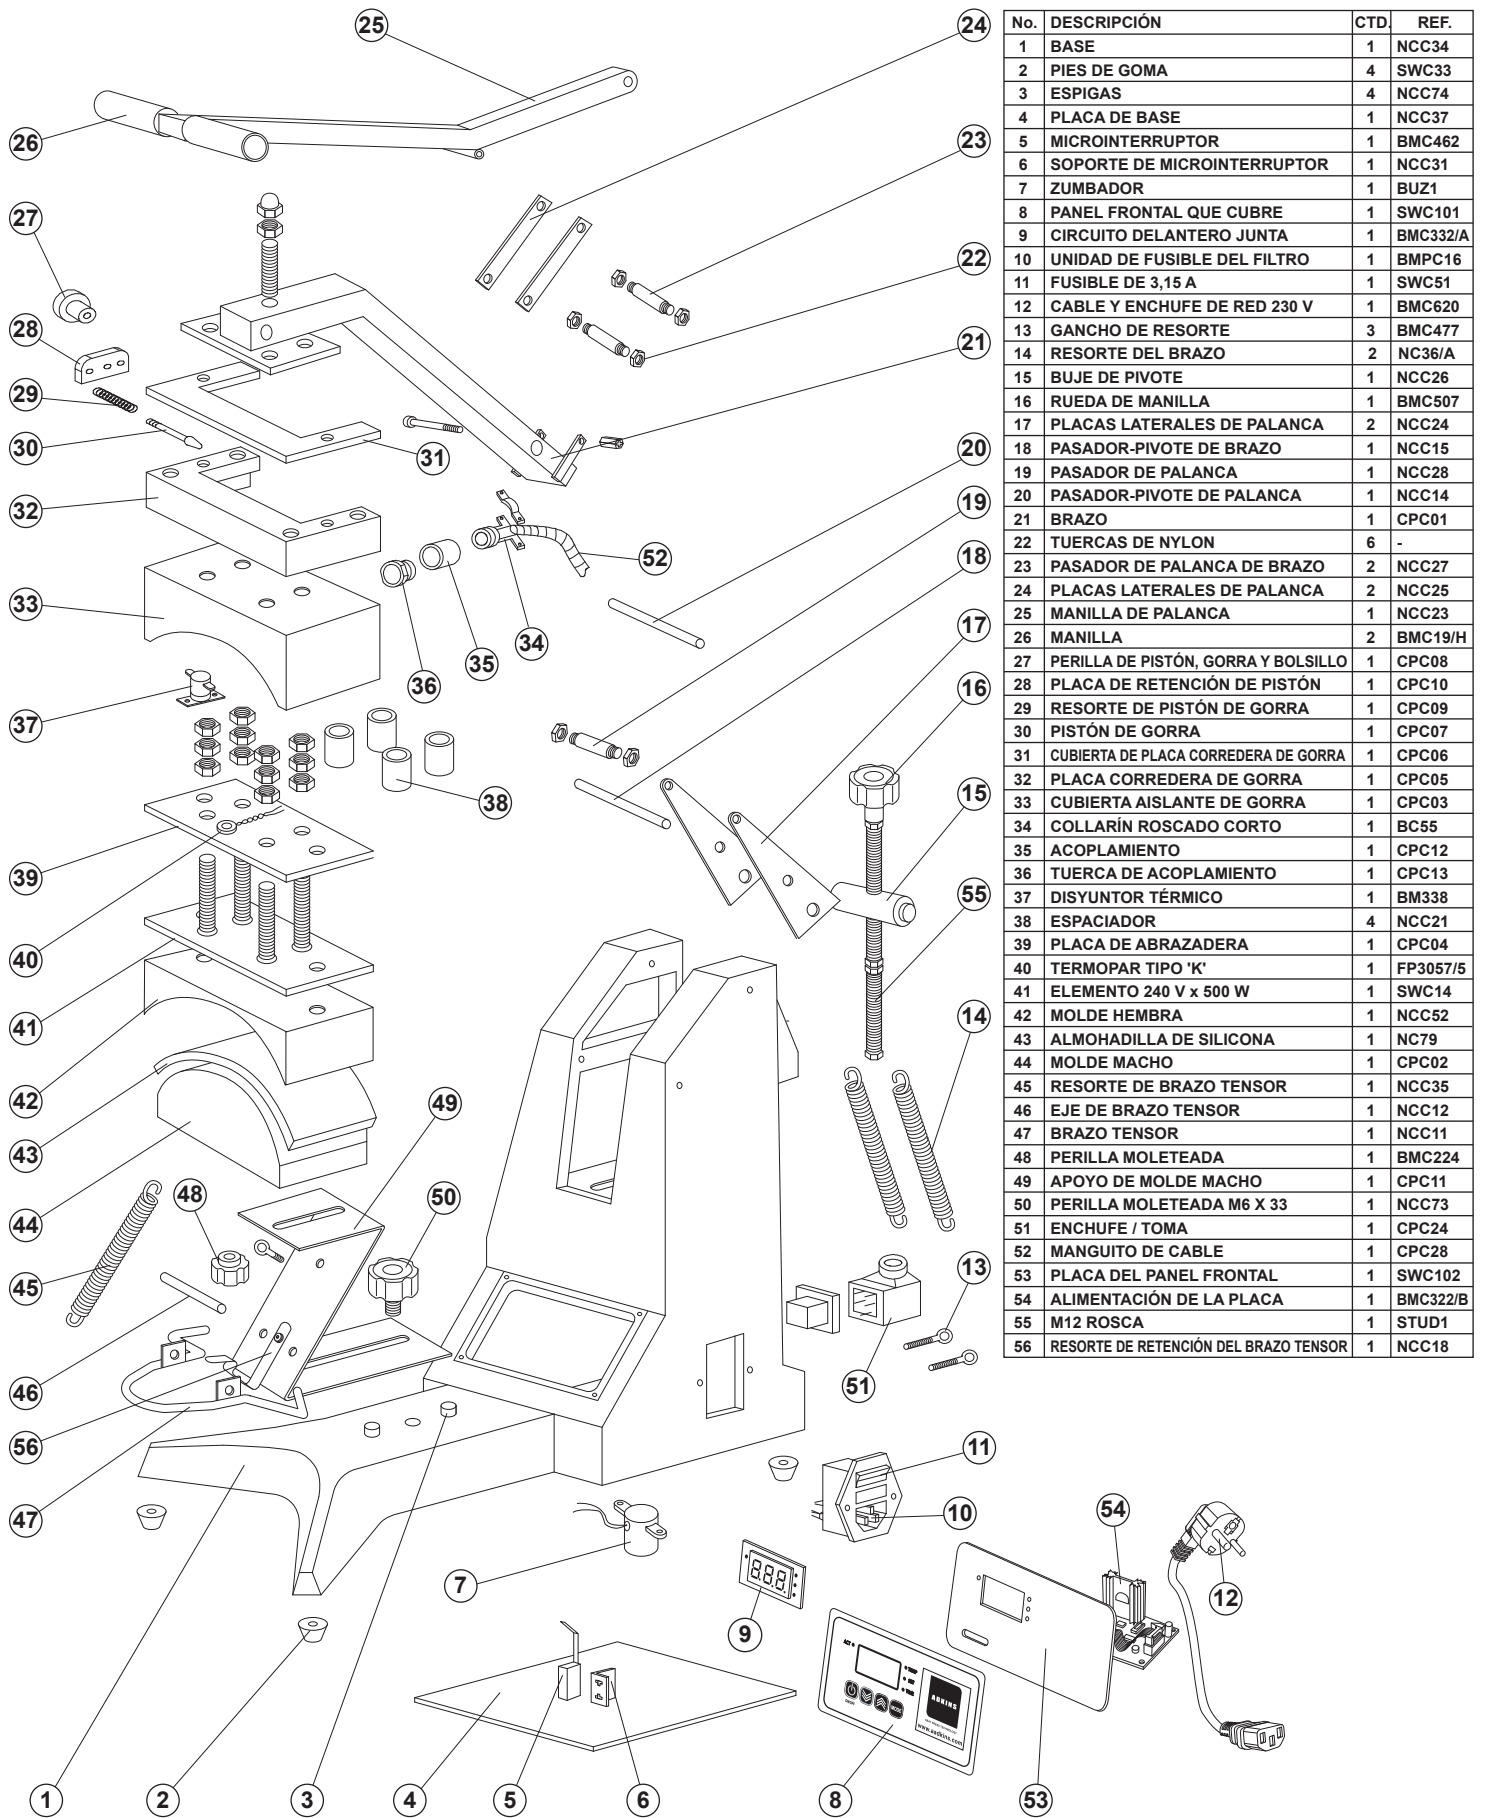 No. DESCRIPCIÓN CTD. REF.
1 BASE 1 NCC34
2 PIES DE GOMA 4 SWC33
3 ESPIGAS 4 NCC74
4 PLACA DE BASE 1 NCC37
5 MICROINTERRUPTOR 1 BMC462
6 SOPORTE DE MICROINTERRUPTOR 1 NCC31
7 ZUMBADOR 1 BUZ1
8 PANEL FRONTAL QUE CUBRE 1 SWC101
9 CIRCUITO DELANTERO JUNTA 1 BMC332/A
10 UNIDAD DE FUSIBLE DEL FILTRO 1 BMPC16
11 FUSIBLE DE 3,15 A 1 SWC51
12 CABLE Y ENCHUFE DE RED 230 V 1 BMC620
13 GANCHO DE RESORTE 3 BMC477
14 RESORTE DEL BRAZO 2 NC36/A
15 BUJE DE PIVOTE 1 NCC26
16 RUEDA DE MANILLA 1 BMC507
17 PLACAS LATERALES DE PALANCA 2 NCC24
18 PASADOR-PIVOTE DE BRAZO 1 NCC15
19 PASADOR DE PALANCA 1 NCC28
20 PASADOR-PIVOTE DE PALANCA 1 NCC14
21 BRAZO 1 CPC01
22 TUERCAS DE NYLON 6 -
23 PASADOR DE PALANCA DE BRAZO 2 NCC27
24 PLACAS LATERALES DE PALANCA 2 NCC25
25 MANILLA DE PALANCA 1 NCC23
26 MANILLA 2 BMC19/H
27 PERILLA DE PISTÓN, GORRA Y BOLSILLO 1 CPC08
28 PLACA DE RETENCIÓN DE PISTÓN 1 CPC10
29 RESORTE DE PISTÓN DE GORRA 1 CPC09
30 PISTÓN DE GORRA 1 CPC07
31 CUBIERTA DE PLACA CORREDERA DE GORRA 1 CPC06
32 PLACA CORREDERA DE GORRA 1 CPC05
33 CUBIERTA AISLANTE DE GORRA 1 CPC03
34 COLLARÍN ROSCADO CORTO 1 BC55
35 ACOPLAMIENTO 1 CPC12
36 TUERCA DE ACOPLAMIENTO 1 CPC13
37 DISYUNTOR TÉRMICO 1 BM338
38 ESPACIADOR 4 NCC21
39 PLACA DE ABRAZADERA 1 CPC04
40 TERMOPAR TIPO 'K' 1 FP3057/5
41 ELEMENTO 240 V x 500 W 1 SWC14
42 MOLDE HEMBRA 1 NCC52
43 ALMOHADILLA DE SILICONA 1 NC79
44 MOLDE MACHO 1 CPC02
45 RESORTE DE BRAZO TENSOR 1 NCC35
46 EJE DE BRAZO TENSOR 1 NCC12
47 BRAZO TENSOR 1 NCC11
48 PERILLA MOLETEADA 1 BMC224
49 APOYO DE MOLDE MACHO 1 CPC11
50 PERILLA MOLETEADA M6 X 33 1 NCC73
51 ENCHUFE / TOMA 1 CPC24
52 MANGUITO DE CABLE 1 CPC28
53 PLACA DEL PANEL FRONTAL 1 SWC102
54 ALIMENTACIÓN DE LA PLACA 1 BMC322/B
55 M12 ROSCA 1 STUD1
56 RESORTE DE RETENCIÓN DEL BRAZO TENSOR 1 NCC18
25
24
26
23
27
22
28
21
29
30
31
20
32
19
52
18
33
34
17
35
36
16
37
38
15
39
55
40
14
41
42
49
43
48
50
44
13
45
46
51
56
11
47
10
54
7
12
9
ACT
ADKINS
www.aadkins.com
1
2
3
4
5
6
8
53